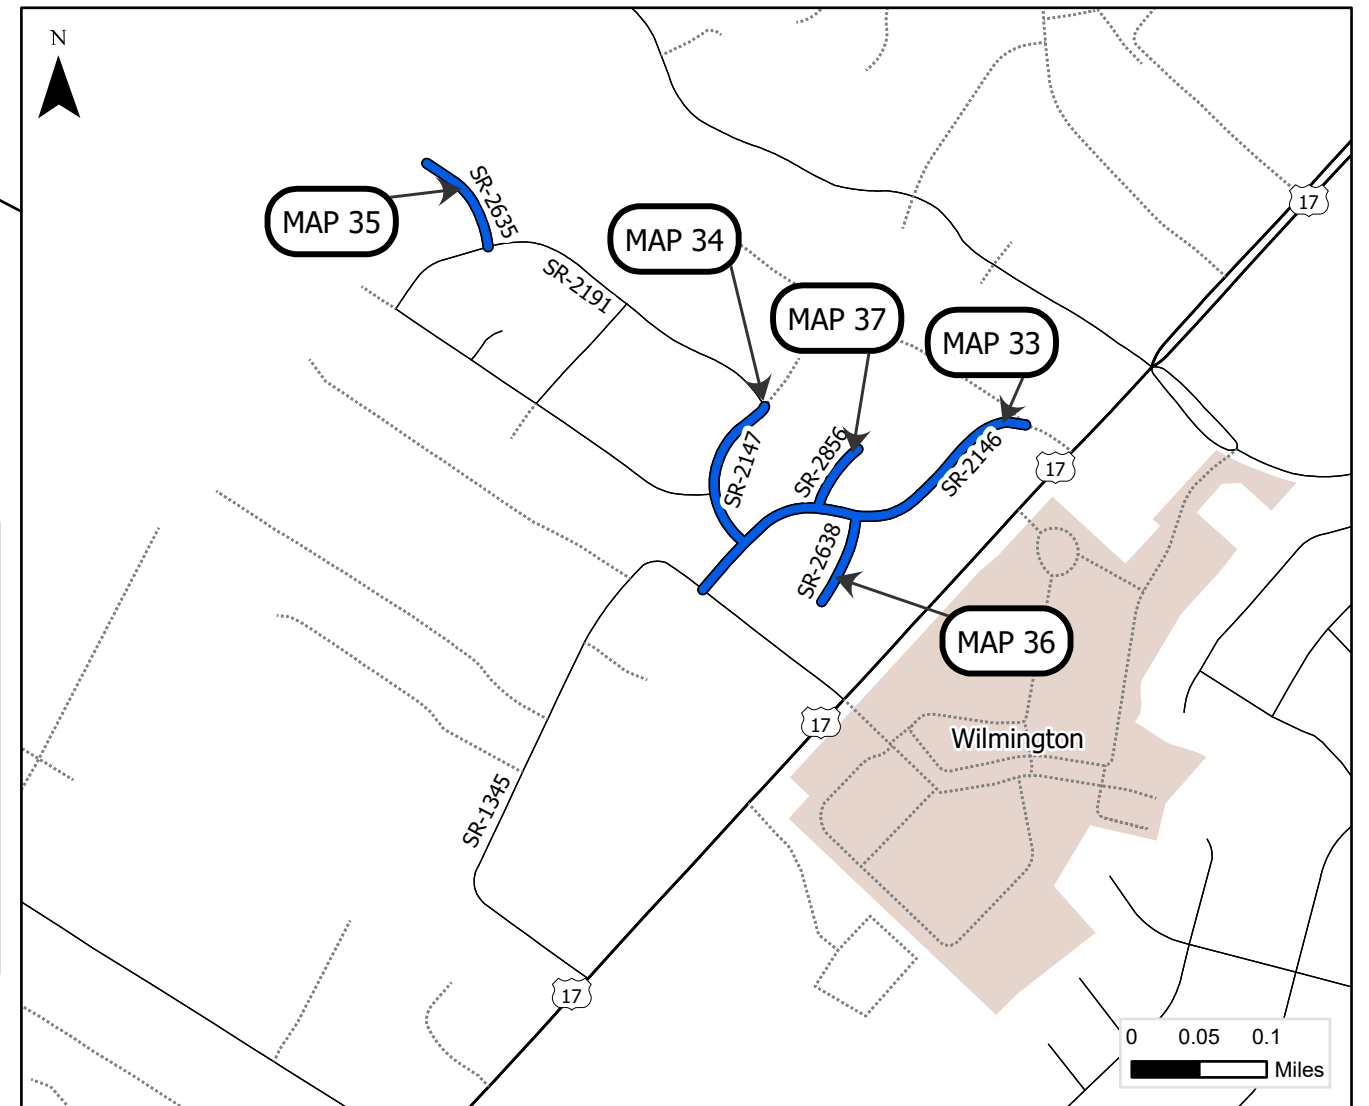 N
SR-2635
17
MAP 35
MAP 34
SR-2191
MAP 37
MAP 33
SR-2147
SR-2856
SR-2146
17
SR-2638
MAP 36
17
Wilmington
SR-1345
17
0 0.05 0.1
Miles